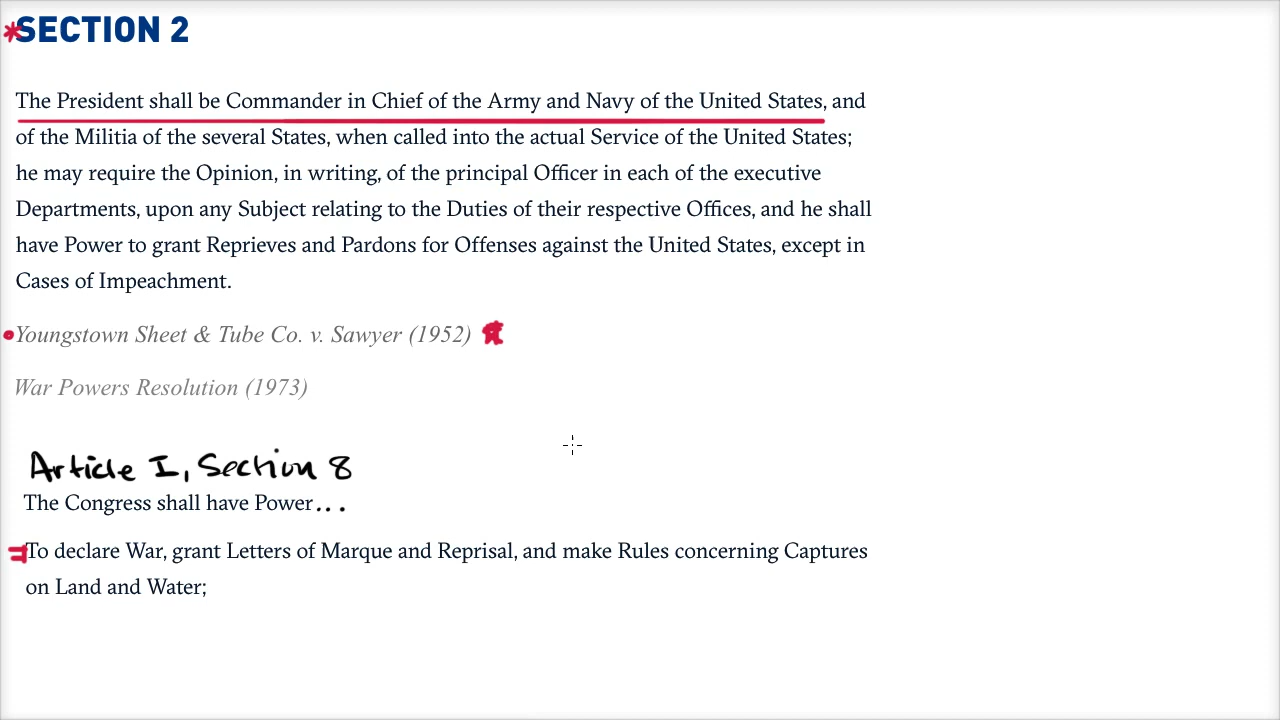 SECTION 2
The President shall be Commander in Chief of the Army and Navy of the United States, and
of the Militia of the several States, when called into the actual Service of the United States;
he may require the Opinion, in writing, of the principal Officer in each of the executive
Departments, upon any Subject relating to the Duties of their respective Offices, and he shall
have Power to grant Reprieves and Pardons for Offenses against the United States, except in
Cases of Impeachment.
Youngstown Sheet & Tube Co. v. Sawyer (1952)
War Powers Resolution (1973)
Article I, Section 8
The Congress shall have Power...
To declare War, grant Letters of Marque and Reprisal, and make Rules concerning Captures
on Land and Water;